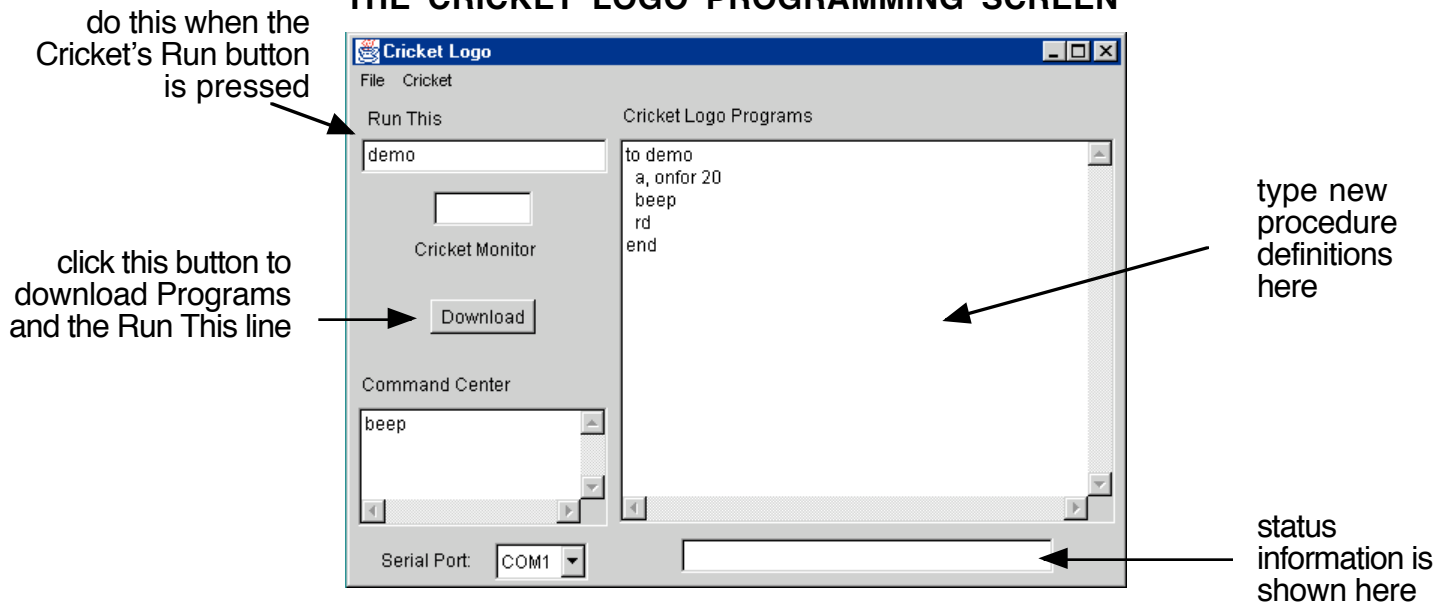 THE CRICKET LOGO PROGRAMMING SCREEN
do this when the
Cricket’s Run button
is pressed
Cricket Logo
File Cricket
Run This
demo
Cricket Monitor
click this button to
download Programs
and the Run This line
Download
Command Center
beep
Serial Port:
COM1
Cricket Logo Programs
to demo
a, onfor 20
beep
rd
end
type new
procedure
definitions
here
status
information is
shown here